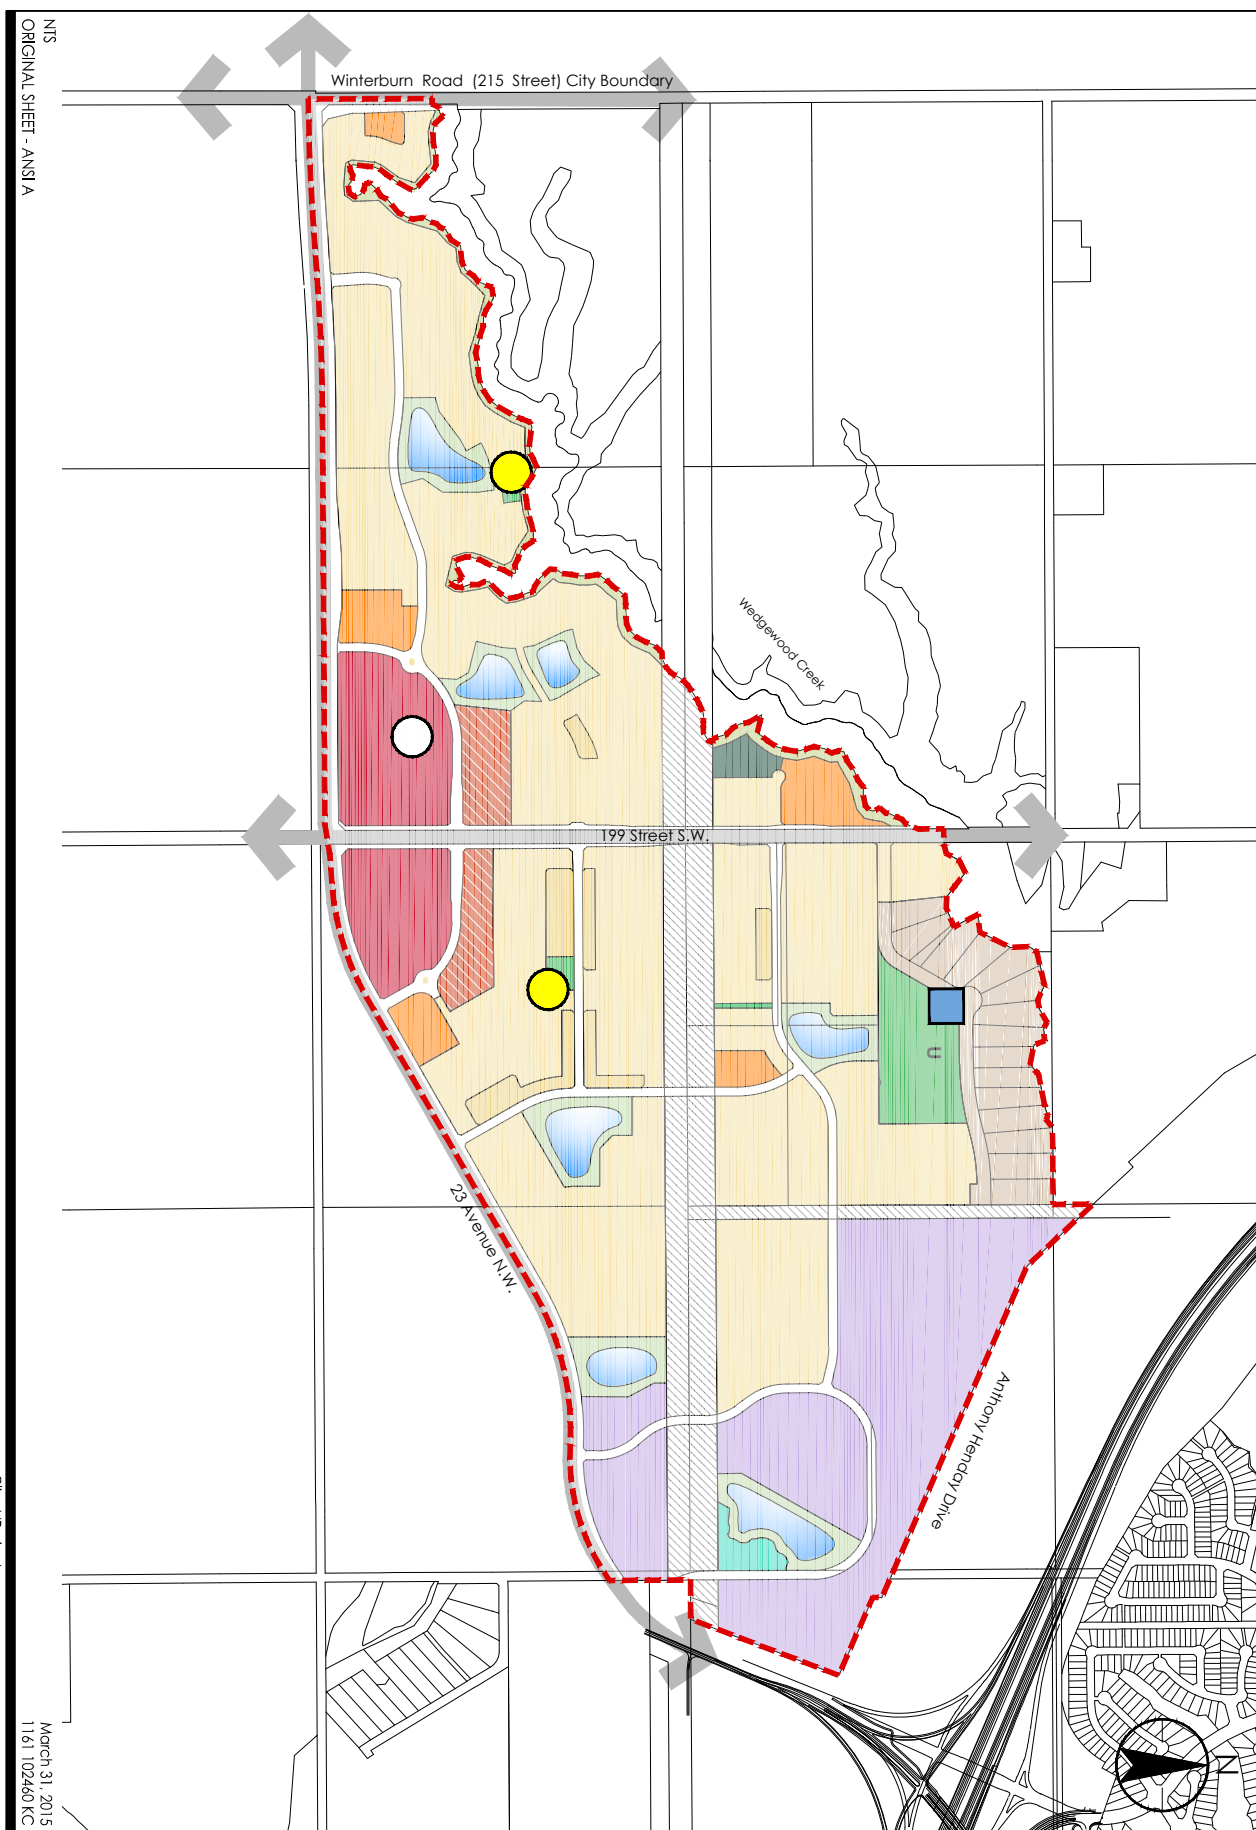 NTS
ORIGINAL SHEET - ANSI A
Winterburn Road (215 Street) City Boundary
Wedgewood Creek
199 Street S.W.
U
23 Avenue N.W.
Anthony Henday Drive
N
March 31, 2015
1161 102460 KC